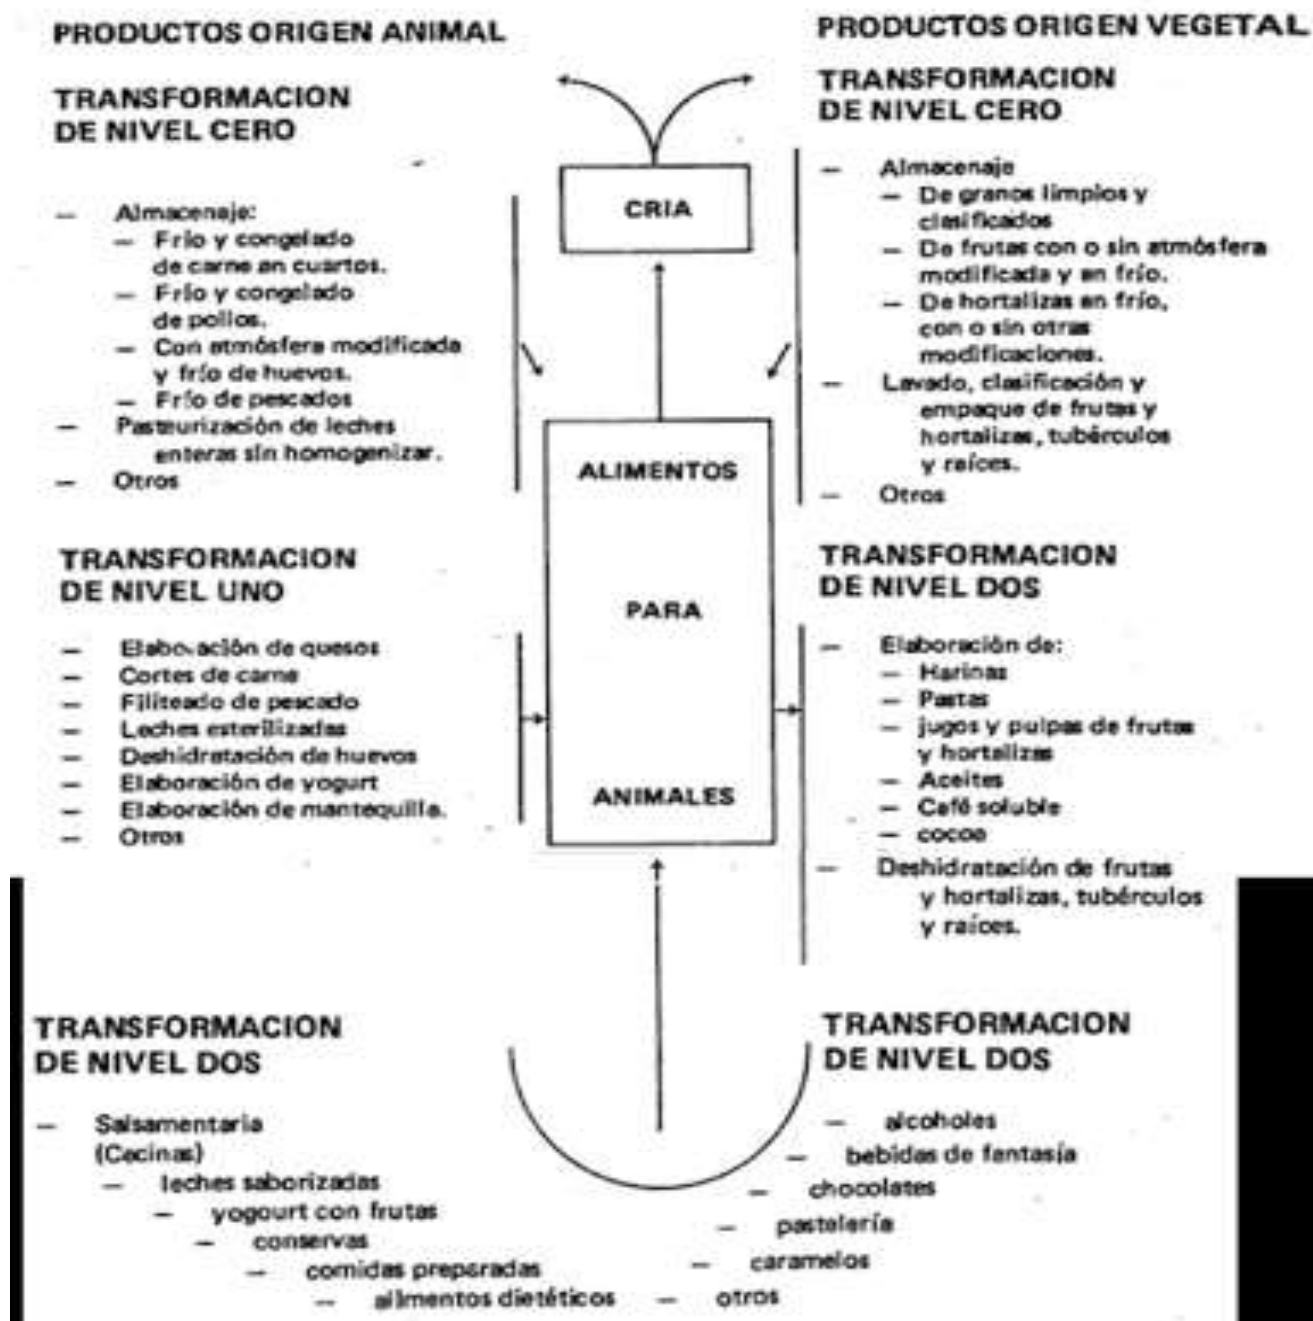 PRODUCTOS ORIGEN ANIMAL
TRANSFORMACION
DE NIVEL CERO
— Almacenaje:
— Frío y congelado
de carne en cuartos.
— Frío y congelado
de pollos.
— Con atmósfera modificada
y frío de huevos.
— Frío de pescados
— Pasteurización de leches
enteras sin homogenizar.
— Otros
TRANSFORMACION
DE NIVEL UNO
— Elaboración de quesos
— Cortes de carne
— Fjliteado de pescado
— Leches esterilizadas
— Deshidratación de huevos
— Elaboración de yogurt
— Elaboración de mantequilla.
— Otros
CRIA
ALIMENTOS
PARA
ANIMALES
PRODUCTOS ORIGEN VEGETAL
TRANSFORMACION
DE NIVEL CERO
— Almacenaje
— De granos limpios y
clasificados
— De frutas con o sin atmósfera
modificada y en frío.
— De hortalizas en frío,
con o sin otras
modificaciones.
— Lavado, clasificación y
empaque de frutas y
hortalizas, tubérculos
y raíces.
— Otros
TRANSFORMACION
DE NIVEL DOS
— Elaboración de:
— Harinas
— Pastas
— jugos y pulpas de frutas
y hortalizas
— Aceites
— Café soluble
— cocoa
— Deshidratación de frutas
y hortalizas, tubérculos
y raíces.
TRANSFORMACION
DE NIVEL DOS
— Salsamentaria
(Cecinas)
— leches saborizadas
— yogourt con frutas
— conservas
— comidas preparadas
— alimentos dietéticos
TRANSFORMACION
DE NIVEL DOS
— alcoholes
— bebidas de fantasía
— chocolates
— pastelería
— caramelos
— otros